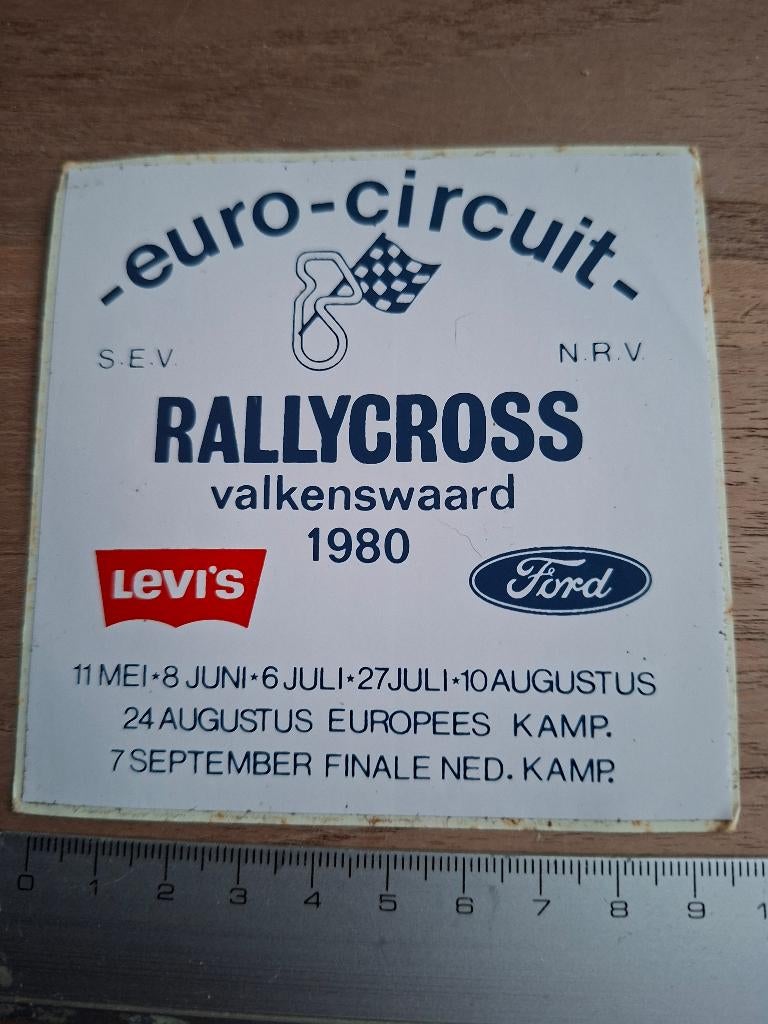 -euro-circuit-
S.E.V. N.R.V.
RALLYCROSS
valkenswaard
1980
LEVI'S Ford
11 MEI★8 JUNI★6 JULI★27 JULI★10 AUGUSTUS
24 AUGUSTUS EUROPEES KAMP.
7 SEPTEMBER FINALE NED. KAMP.
0 1 2 3 4 5 6 7 8 9 1